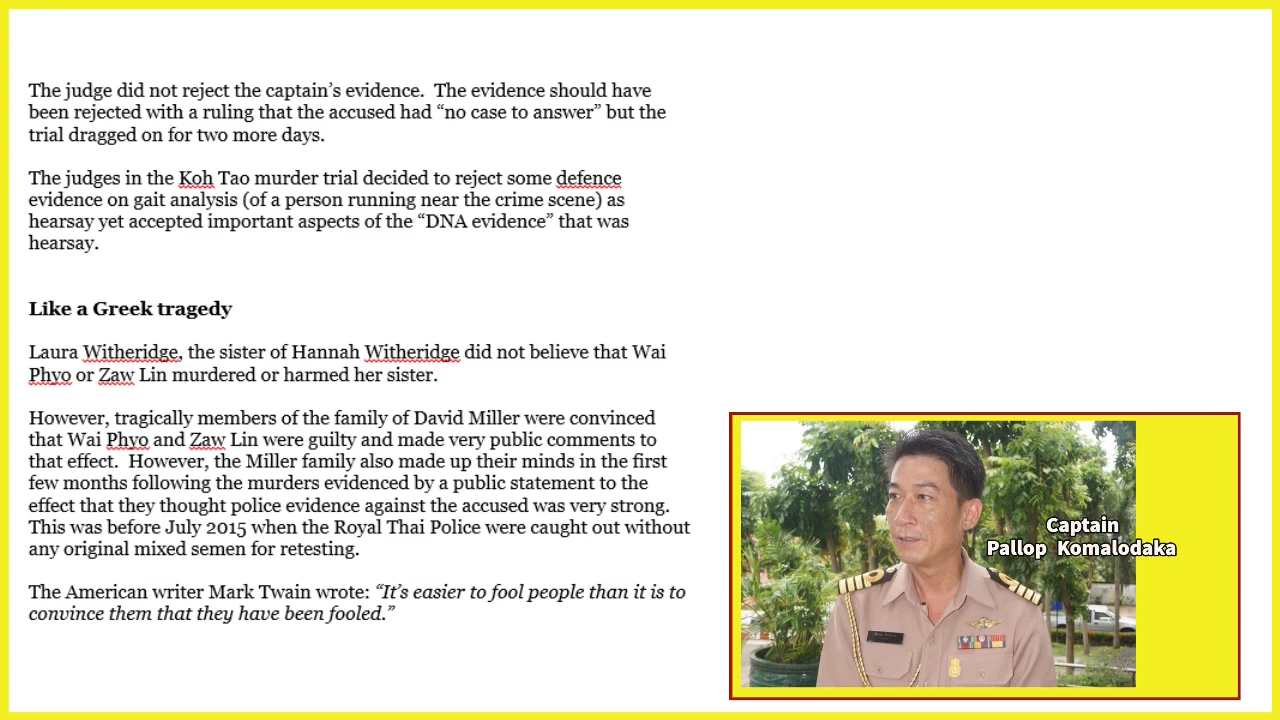 The judge did not reject the captain’s evidence.  The evidence should have
been rejected with a ruling that the accused had “no case to answer” but the
trial dragged on for two more days.
The judges in the Koh Tao murder trial decided to reject some defence
evidence on gait analysis (of a person running near the crime scene) as
hearsay yet accepted important aspects of the “DNA evidence” that was
hearsay.
Like a Greek tragedy
Laura Witheridge, the sister of Hannah Witheridge did not believe that Wai
Phyo or Zaw Lin murdered or harmed her sister.
However, tragically members of the family of David Miller were convinced
that Wai Phyo and Zaw Lin were guilty and made very public comments to
that effect.  However, the Miller family also made up their minds in the first
few months following the murders evidenced by a public statement to the
effect that they thought police evidence against the accused was very strong.
This was before July 2015 when the Royal Thai Police were caught out without
any original mixed semen for retesting.
The American writer Mark Twain wrote: “It’s easier to fool people than it is to
convince them that they have been fooled.”
Captain
Pallop Komalodaka